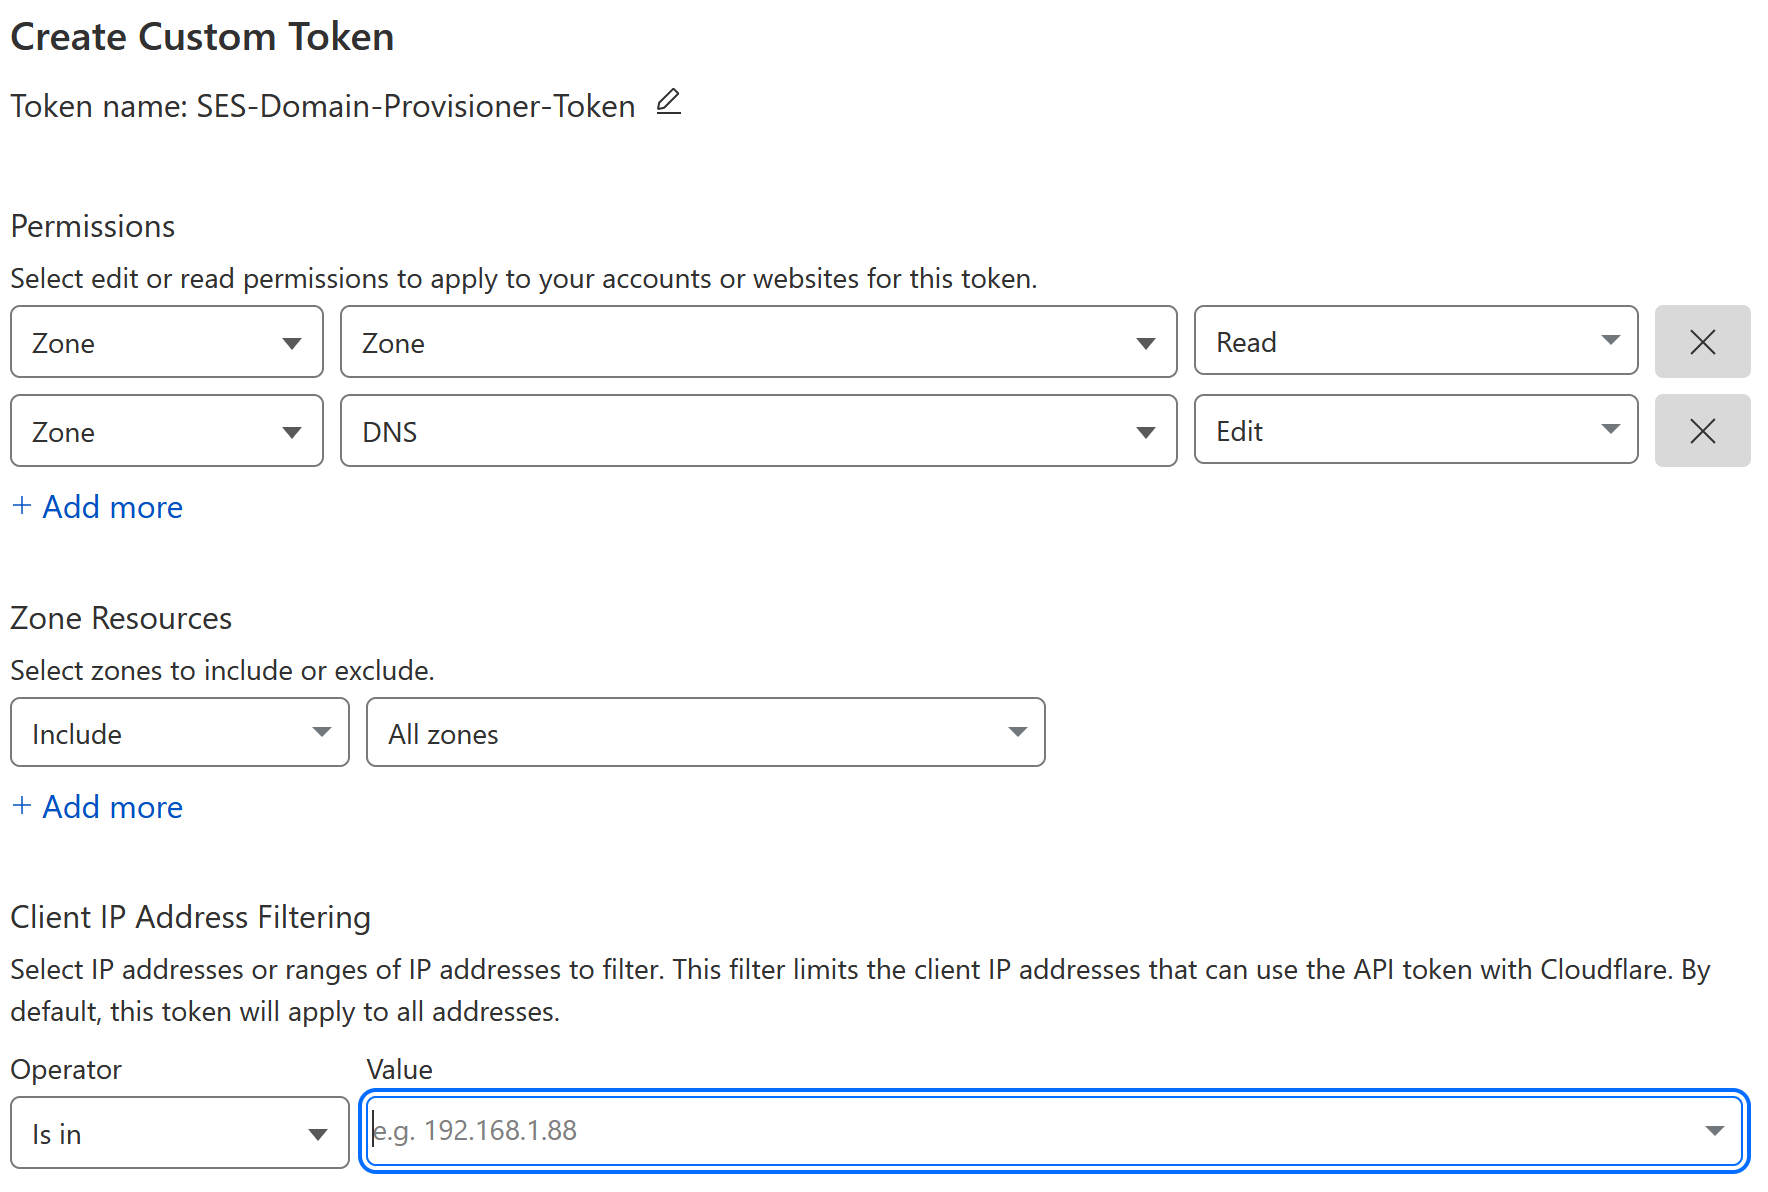 Create Custom Token
Token name: SES-Domain-Provisioner-Token
Permissions
Select edit or read permissions to apply to your accounts or websites for this token.
Zone Zone Read
Zone DNS Edit
+ Add more
Zone Resources
Select zones to include or exclude.
Include All zones
+ Add more
Client IP Address Filtering
Select IP addresses or ranges of IP addresses to filter. This filter limits the client IP addresses that can use the API token with Cloudflare. By
default, this token will apply to all addresses.
Operator Value
Is in e.g. 192.168.1.88